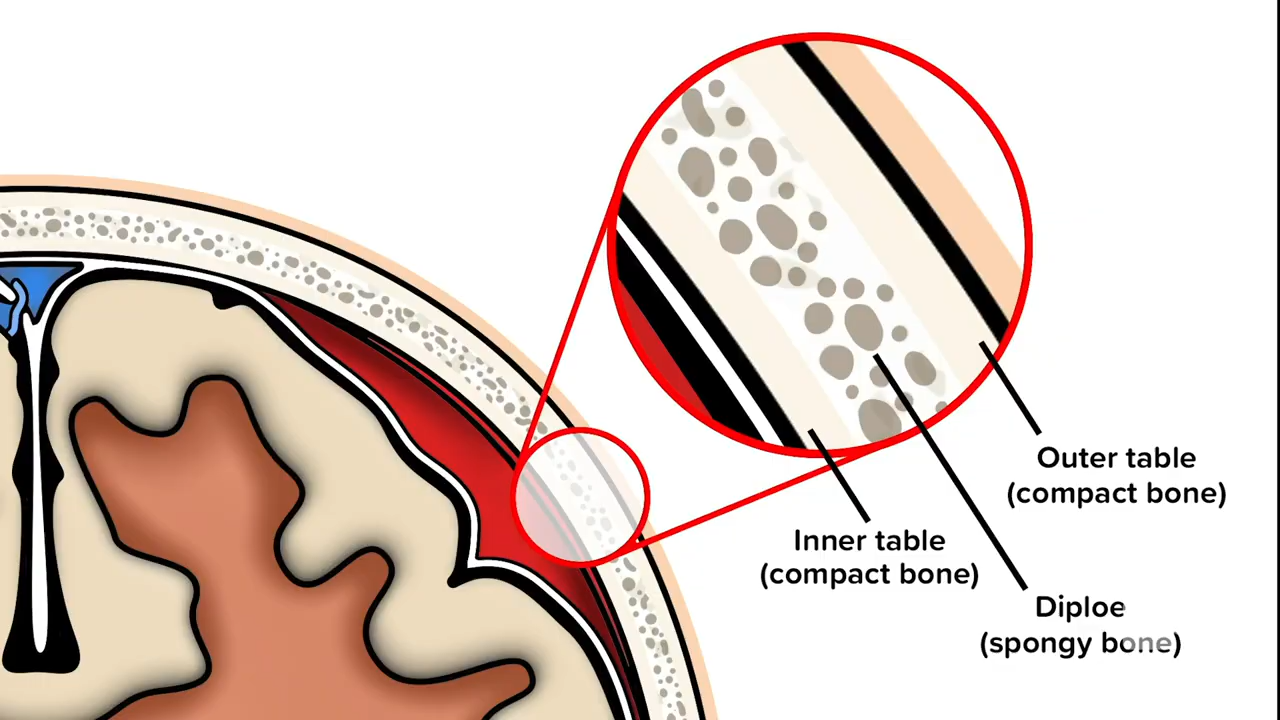 Outer table
(compact bone)
Inner table
(compact bone)
Diploe
(spongy bone)